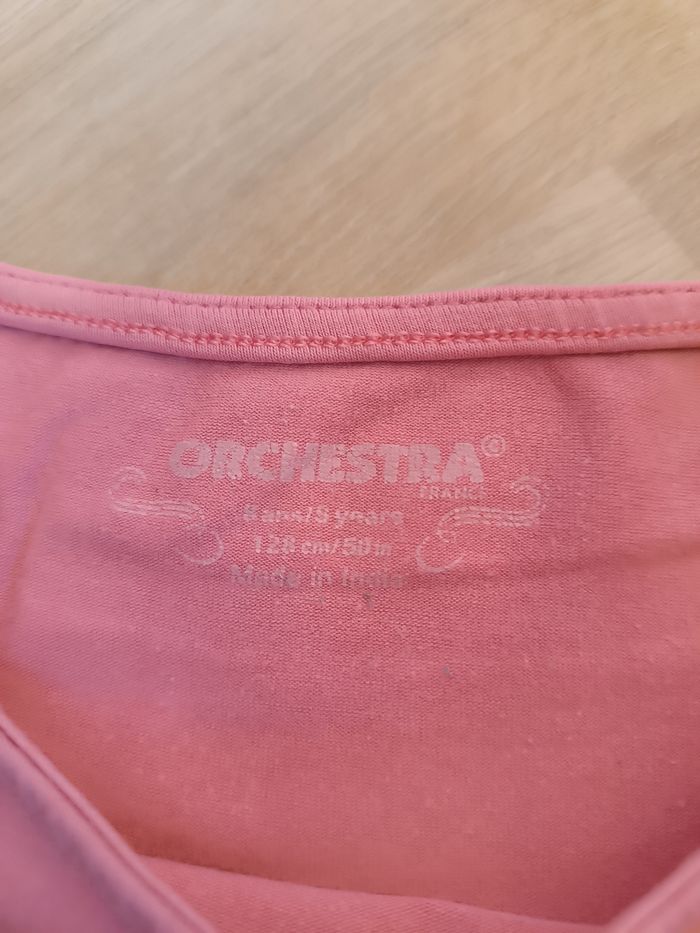 ORCHESTRA®
FRANCE
8 ans/8 years
128 cm/50 in
Made in India